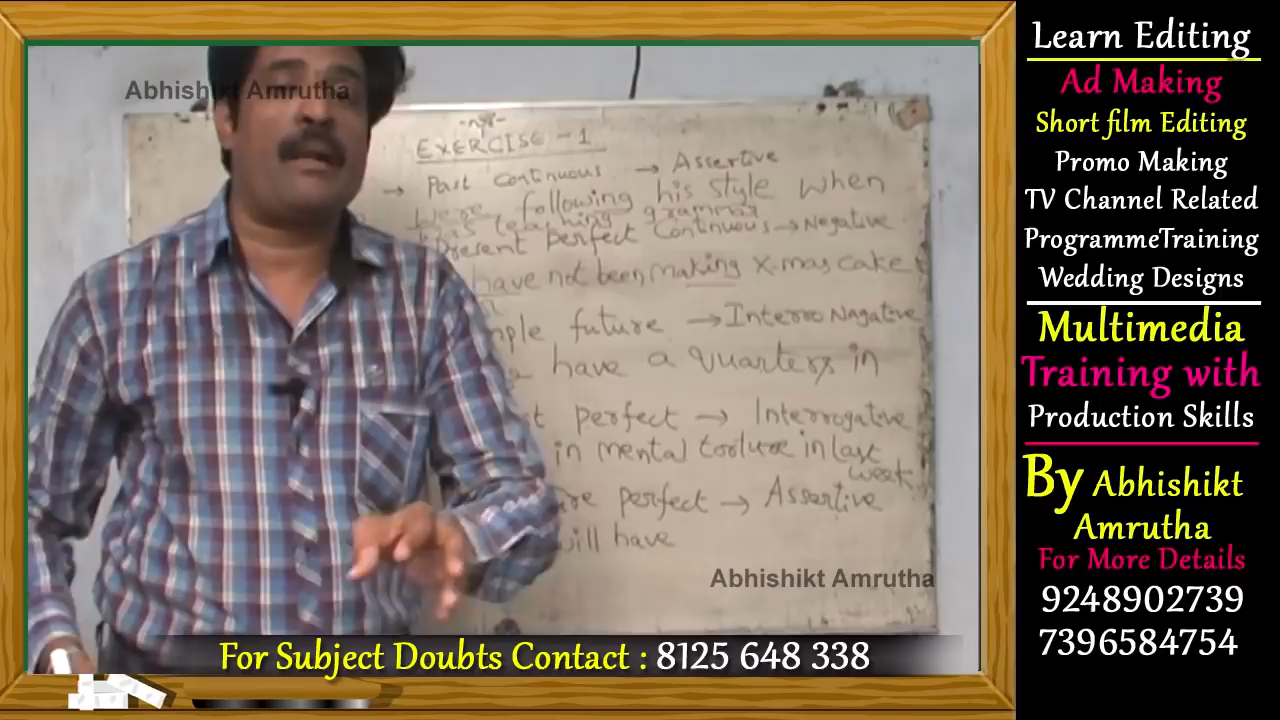 Abhishikt Amrutha
EXERCISE - 1
→ Past Continuous → Assertive
were following his style when
was teaching grammar
Present perfect Continuous → Negative
have not been making X-mas cake
future → Interro Nagative
have a quarters in
perfect → Interrogative
in mental torture in last
week
perfect → Assertive
will have
Abhishikt Amrutha
For Subject Doubts Contact : 8125 648 338
Learn Editing
Ad Making
Short film Editing
Promo Making
TV Channel Related
ProgrammeTraining
Wedding Designs
Multimedia
Training with
Production Skills
By Abhishikt
Amrutha
For More Details
9248902739
7396584754